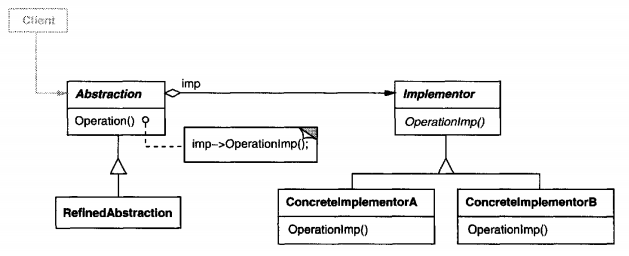 Client
imp
Abstraction
Implementor
Operation()
OperationImp()
imp->OperationImp();
RefinedAbstraction
ConcreteImplementorA
ConcreteImplementorB
OperationImp()
OperationImp()